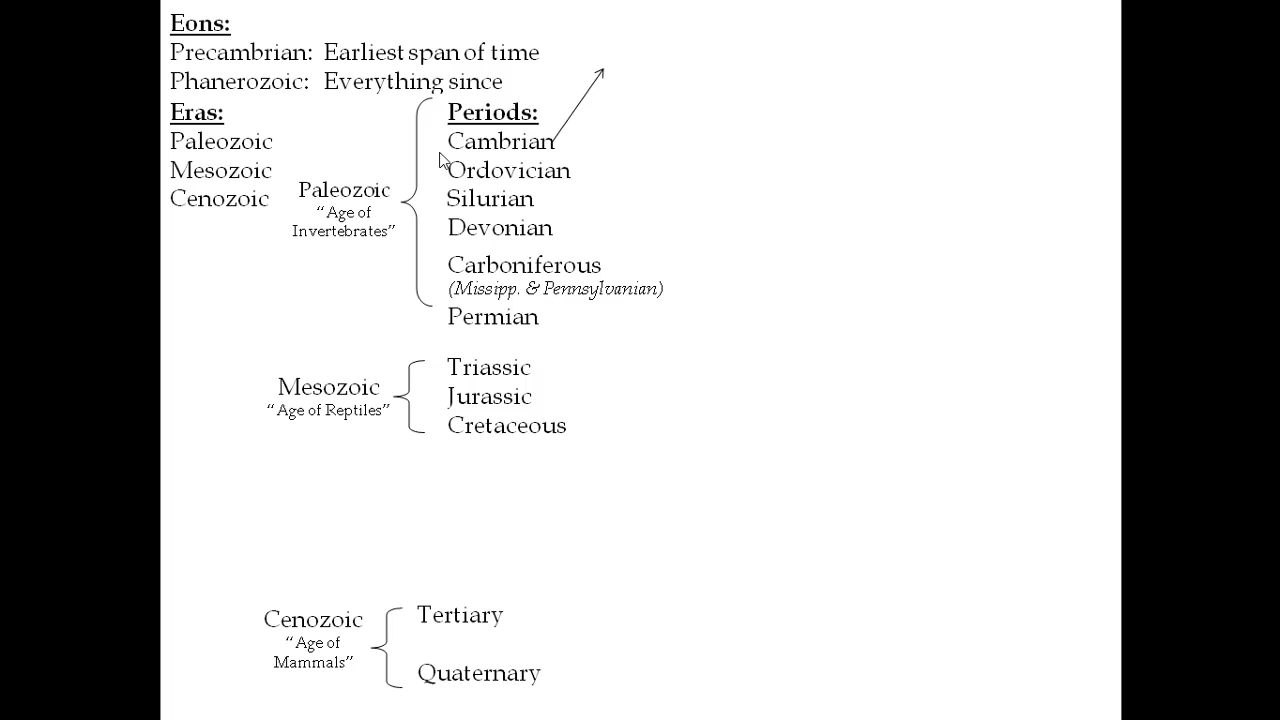 Eons:
Precambrian: Earliest span of time
Phanerozoic: Everything since
Eras:
Paleozoic
Mesozoic
Cenozoic
Paleozoic
“Age of
Invertebrates”
Periods:
Cambrian
Ordovician
Silurian
Devonian
Carboniferous
(Missipp. & Pennsylvanian)
Permian
Mesozoic
“Age of Reptiles”
Triassic
Jurassic
Cretaceous
Cenozoic
“Age of
Mammals”
Tertiary
Quaternary